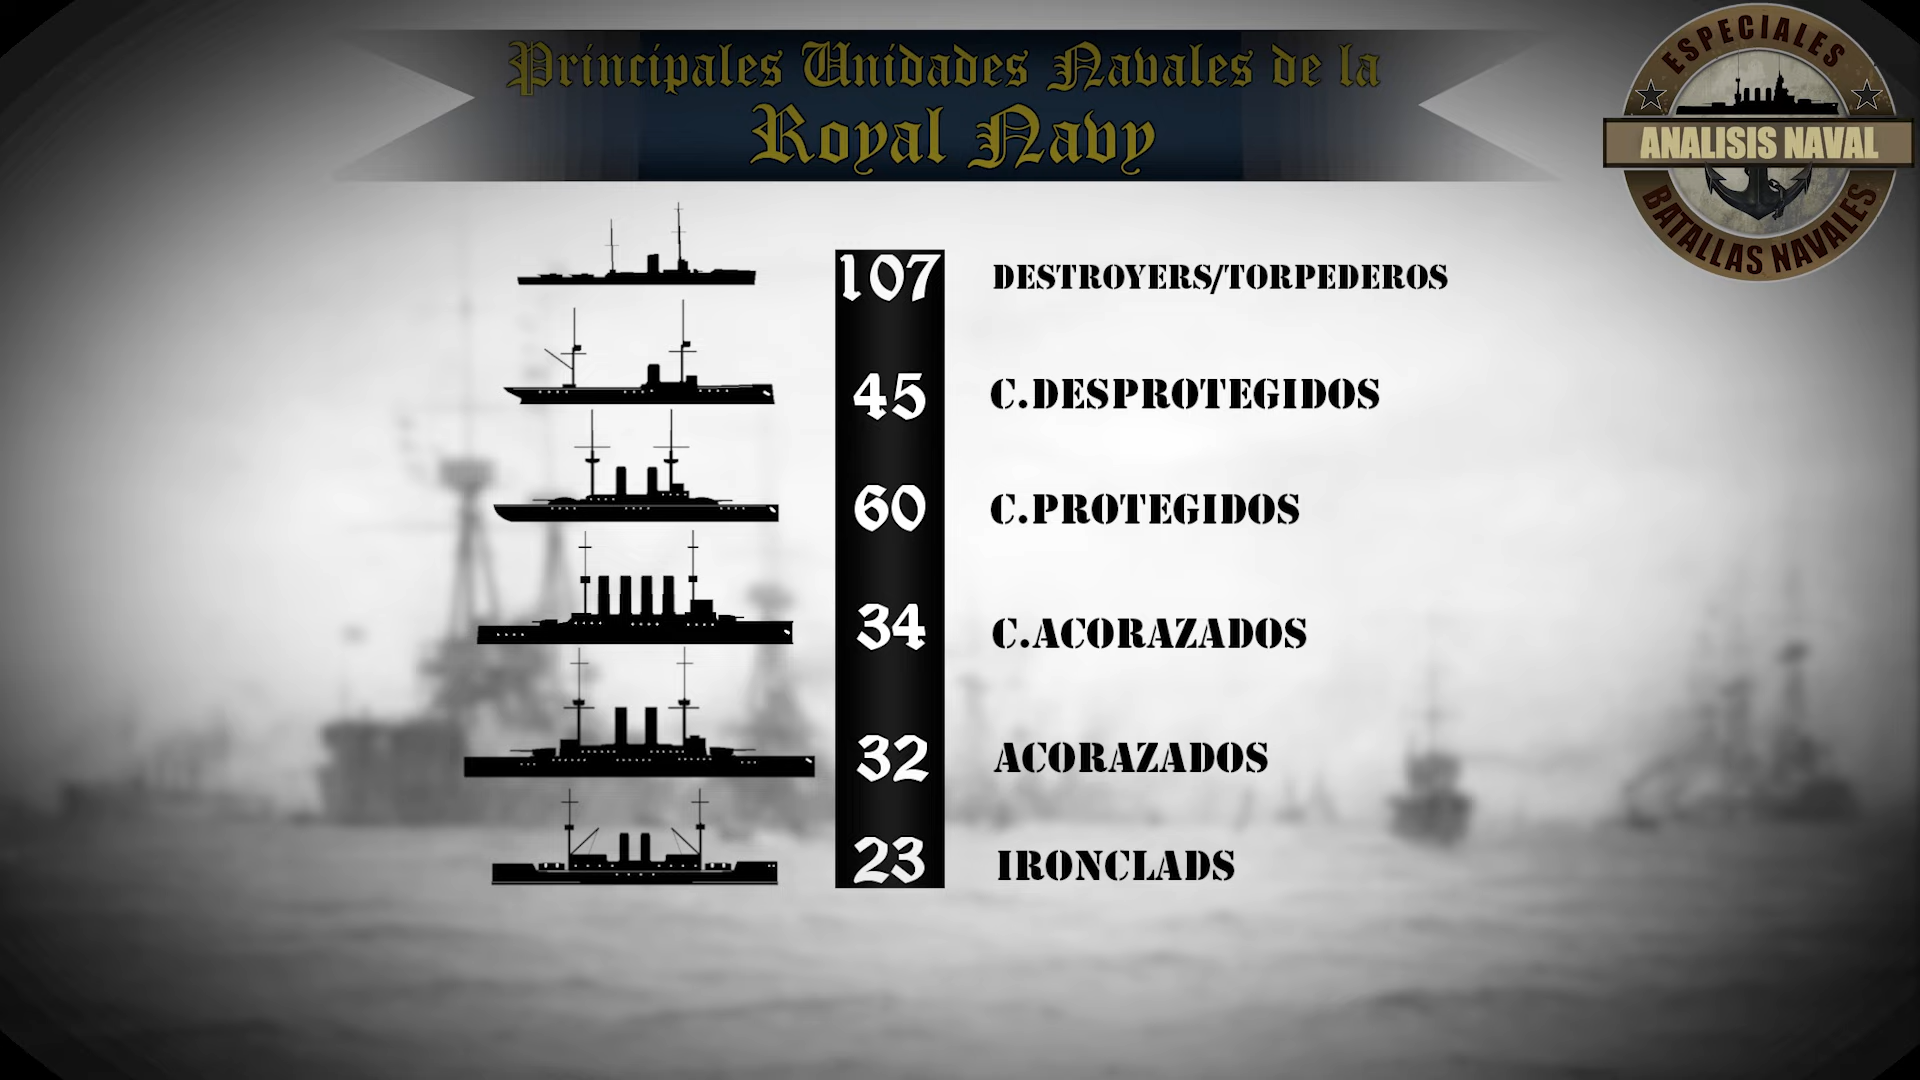 Principales Unidades Navales de la
Royal Navy
ESPECIALES
ANALISIS NAVAL
BATALLAS NAVALES
107 DESTROYERS/TORPEDEROS
45 C.DESPROTEGIDOS
60 C.PROTEGIDOS
34 C.ACORAZADOS
32 ACORAZADOS
23 IRONCLADS